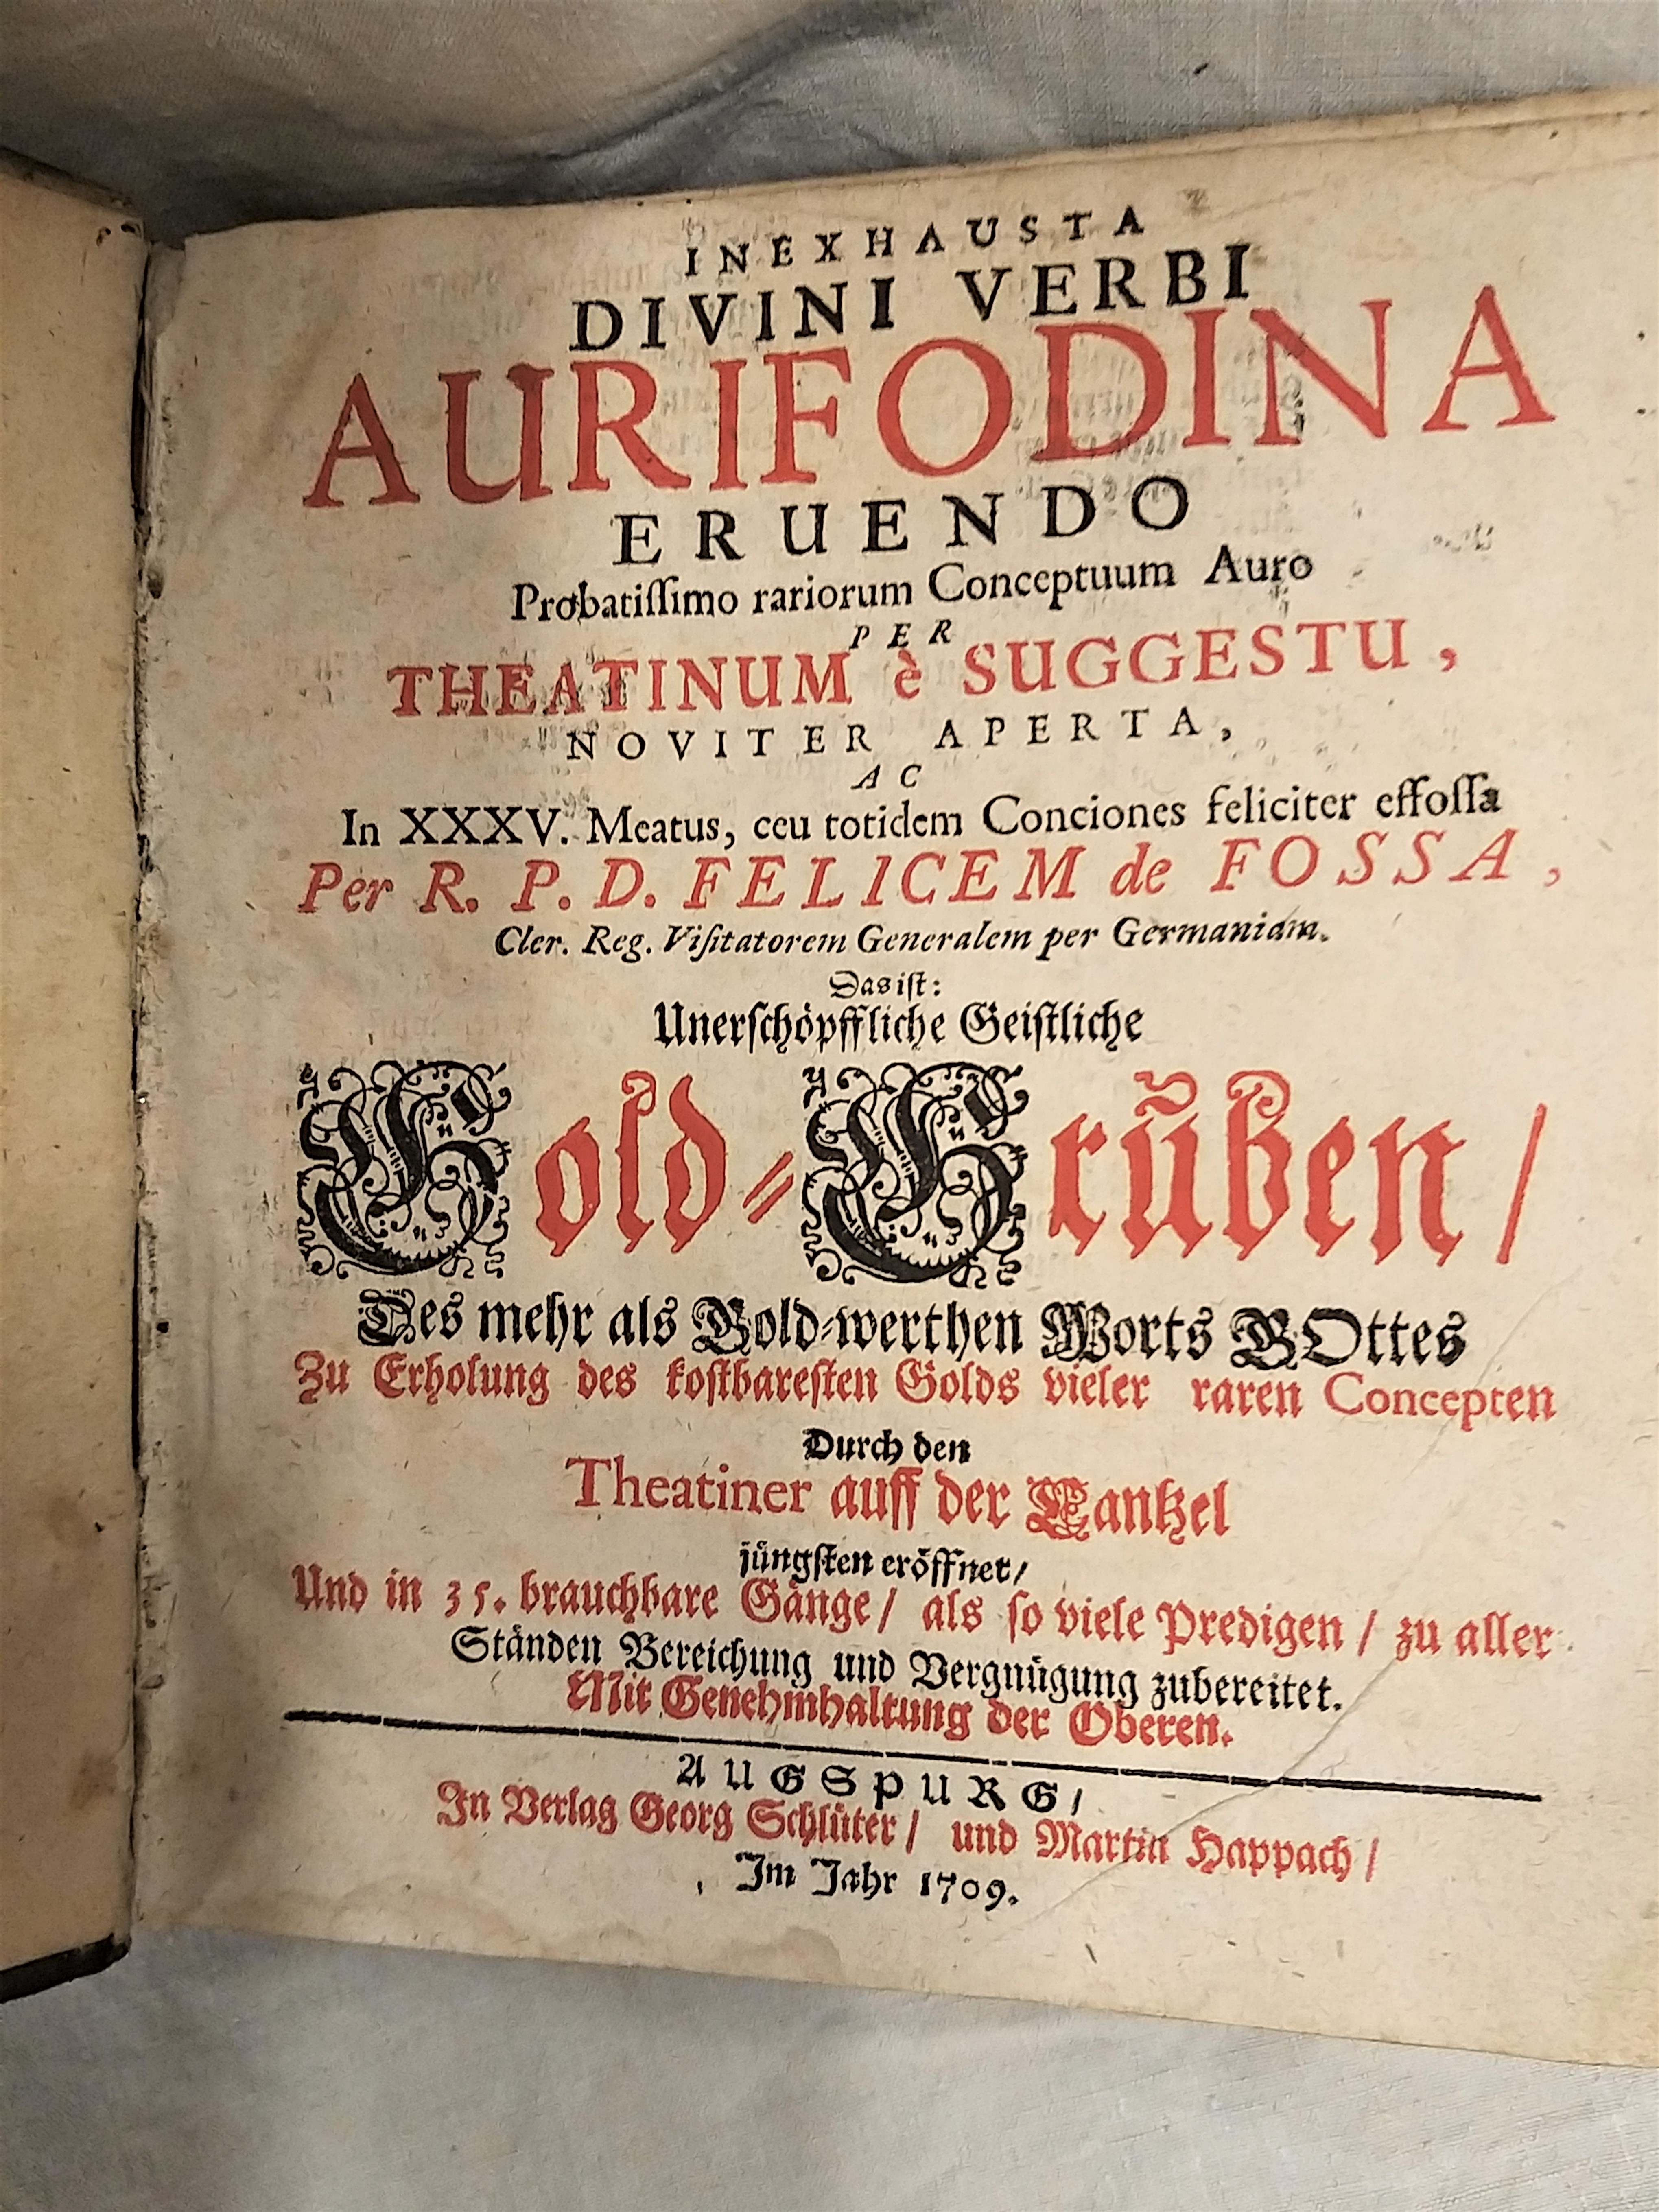 INEXHAUSTA
DIVINI VERBI
AURIFODINA
ERUENDO
Probatiſſimo rariorum Conceptuum Auro
PER
THEATINUM è SUGGESTU,
NOVITER APERTA,
AC
In XXXV. Meatus, ceu totidem Conciones feliciter effoſſa
Per R. P. D. FELICEM de FOSSA,
Cler. Reg. Viſitatorem Generalem per Germaniam.
Das iſt:
Unerſchöpffliche Geiſtliche
Gold-Grůben/
Des mehr als Gold-werthen Worts GOttes
Zu Erholung des koſtbareſten Golds vieler raren Concepten
Durch den
Theatiner auff der Cantzel
jüngſten eröffnet/
Und in 35. brauchbare Gänge/ als ſo viele Predigen/ zu aller
Ständen Bereichung und Vergnügung zubereitet.
Mit Genehmhaltung der Oberen.
AUGSPURG/
In Verlag Georg Schlüter/ und Martin Happach/
Im Jahr 1709.